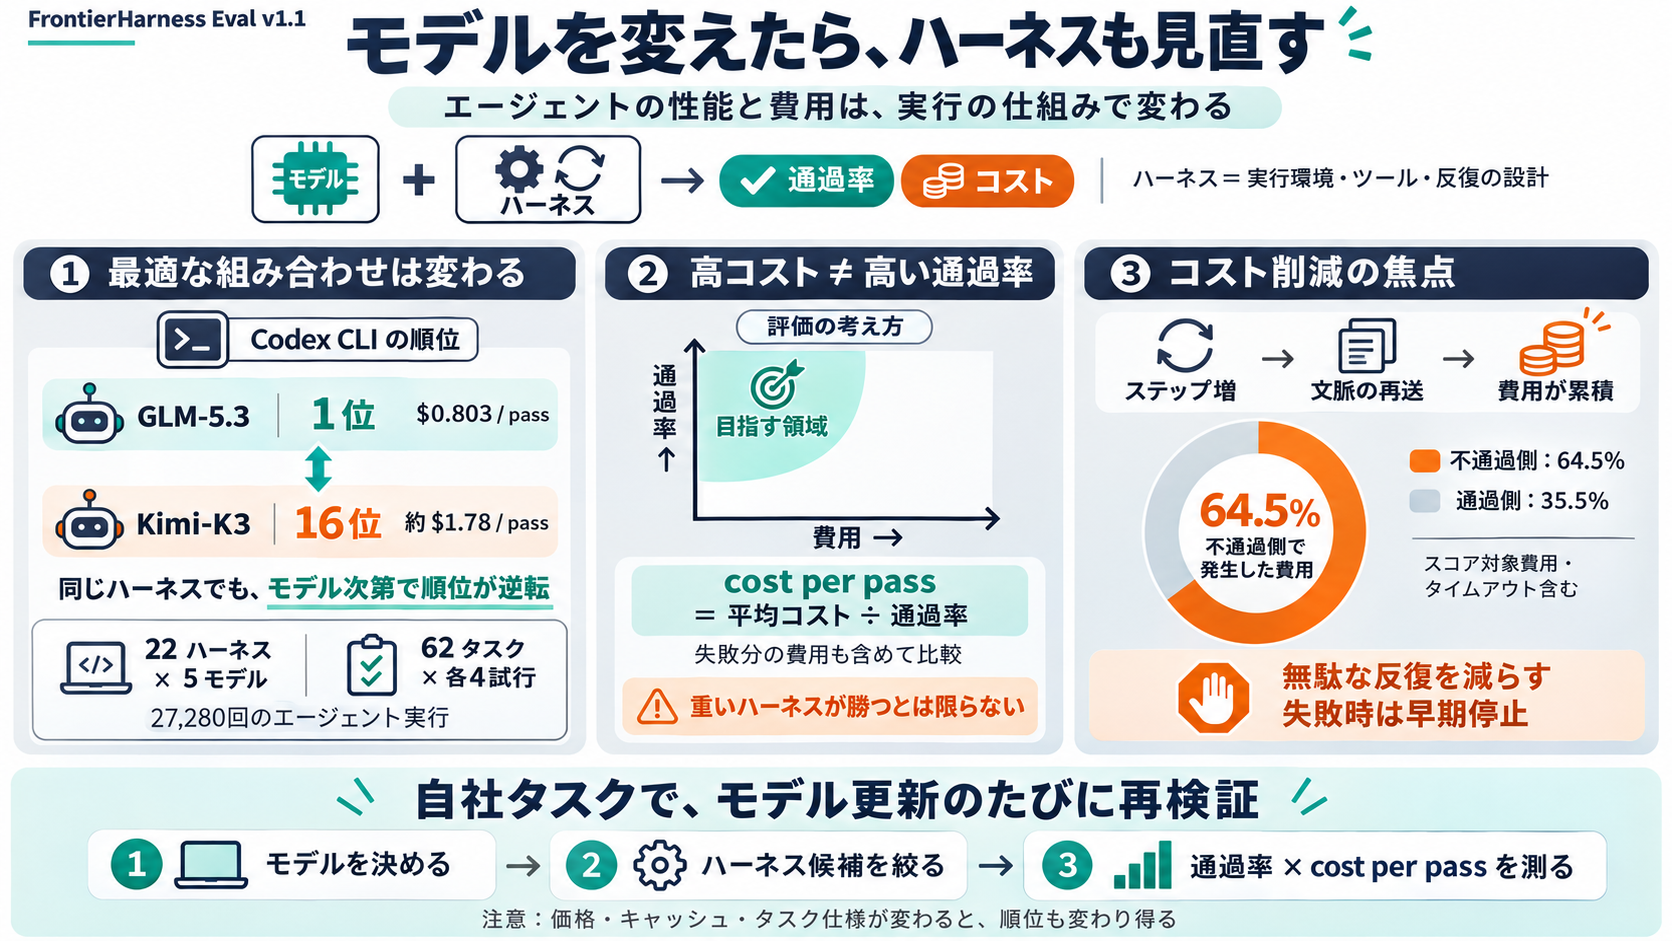 FrontierHarness Eval v1.1
モデルを変えたら、ハーネスも見直す
エージェントの性能と費用は、実行の仕組みで変わる
モデル
+
ハーネス
→
通過率
コスト
ハーネス＝実行環境・ツール・反復の設計
1 最適な組み合わせは変わる
>_ Codex CLI の順位
GLM-5.3 1位 $0.803 / pass
Kimi-K3 16位 約 $1.78 / pass
同じハーネスでも、モデル次第で順位が逆転
</>
22 ハーネス
× 5 モデル
62 タスク
× 各4試行
27,280回のエージェント実行
2 高コスト ≠ 高い通過率
評価の考え方
通過率 ↑
目指す領域
費用 →
cost per pass
＝ 平均コスト ÷ 通過率
失敗分の費用も含めて比較
重いハーネスが勝つとは限らない
3 コスト削減の焦点
ステップ増 → 文脈の再送 → 費用が累積
64.5%
不通過側で
発生した費用
不通過側：64.5%
通過側：35.5%
スコア対象費用・
タイムアウト含む
無駄な反復を減らす
失敗時は早期停止
自社タスクで、モデル更新のたびに再検証
1 モデルを決める → 2 ハーネス候補を絞る → 3 通過率 × cost per pass を測る
注意：価格・キャッシュ・タスク仕様が変わると、順位も変わり得る